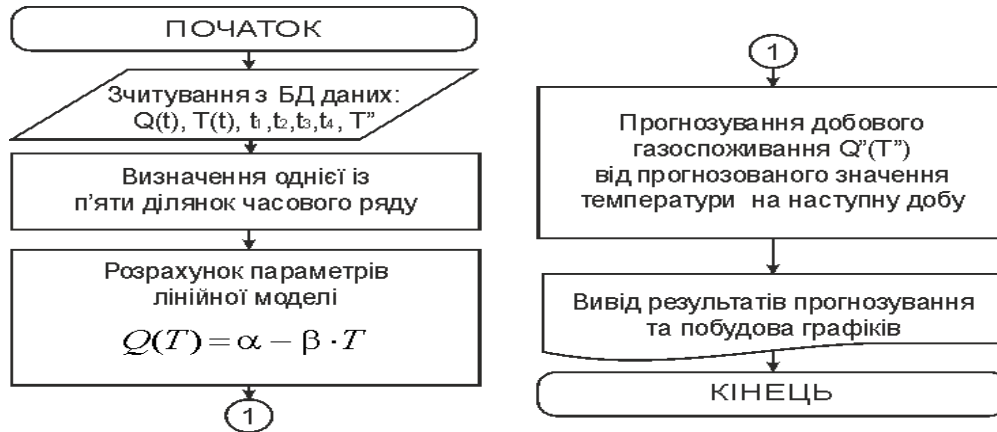 ПОЧАТОК
Зчитування з БД даних:
Q(t), T(t), t₁,t₂,t₃,t₄, T”
Визначення однієї із
п’яти ділянок часового ряду
Розрахунок параметрів
лінійної моделі
Q(T) = α − β · T
1
1
Прогнозування добового
газоспоживання Q”(T”)
від прогнозованого значення
температури на наступну добу
Вивід результатів прогнозування
та побудова графіків
КІНЕЦЬ